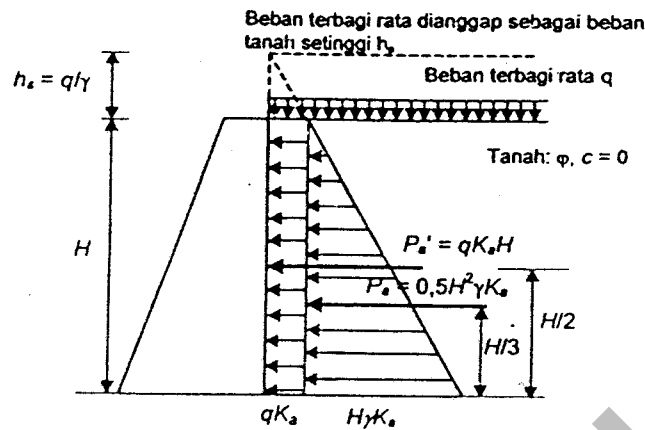 Beban terbagi rata dianggap sebagai beban
tanah setinggi hₛ
hₛ = q/γ
Beban terbagi rata q
Tanah: φ, c = 0
H
Pₐ' = qKₐH
Pₐ = 0,5H²γKₐ
H/2
H/3
qKₐ
HγKₐ